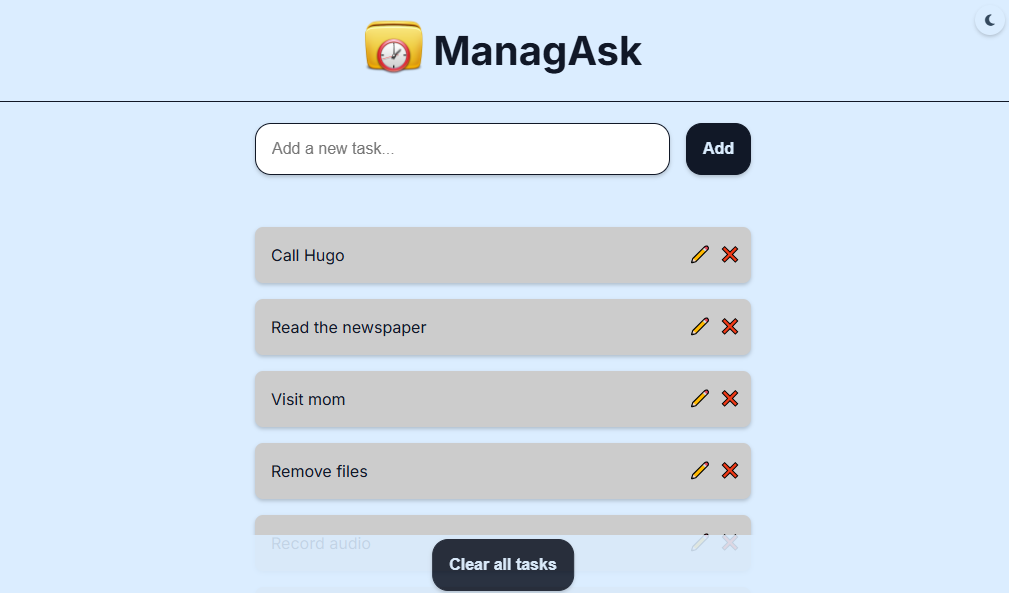 ManagAsk
Add a new task...
Add
Call Hugo
Read the newspaper
Visit mom
Remove files
Record audio
Clear all tasks